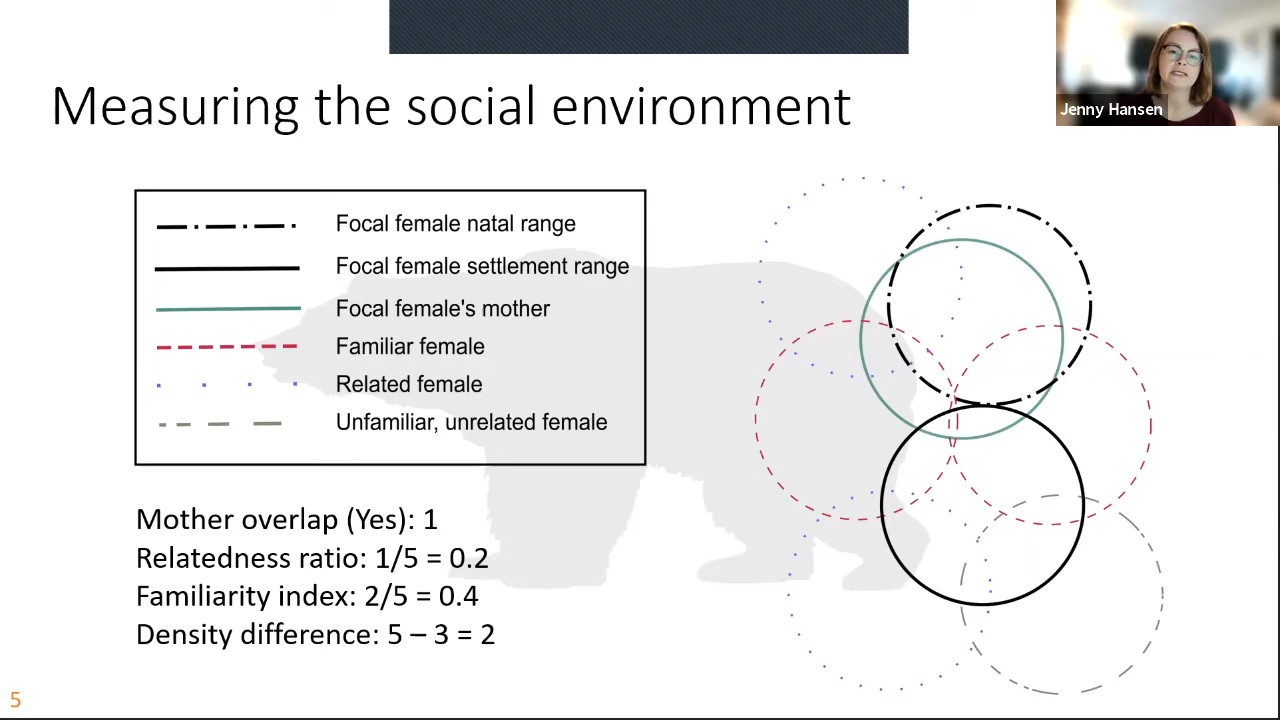 Measuring the social environment
Jenny Hansen
Focal female natal range
Focal female settlement range
Focal female's mother
Familiar female
Related female
Unfamiliar, unrelated female
Mother overlap (Yes): 1
Relatedness ratio: 1/5 = 0.2
Familiarity index: 2/5 = 0.4
Density difference: 5 – 3 = 2
5